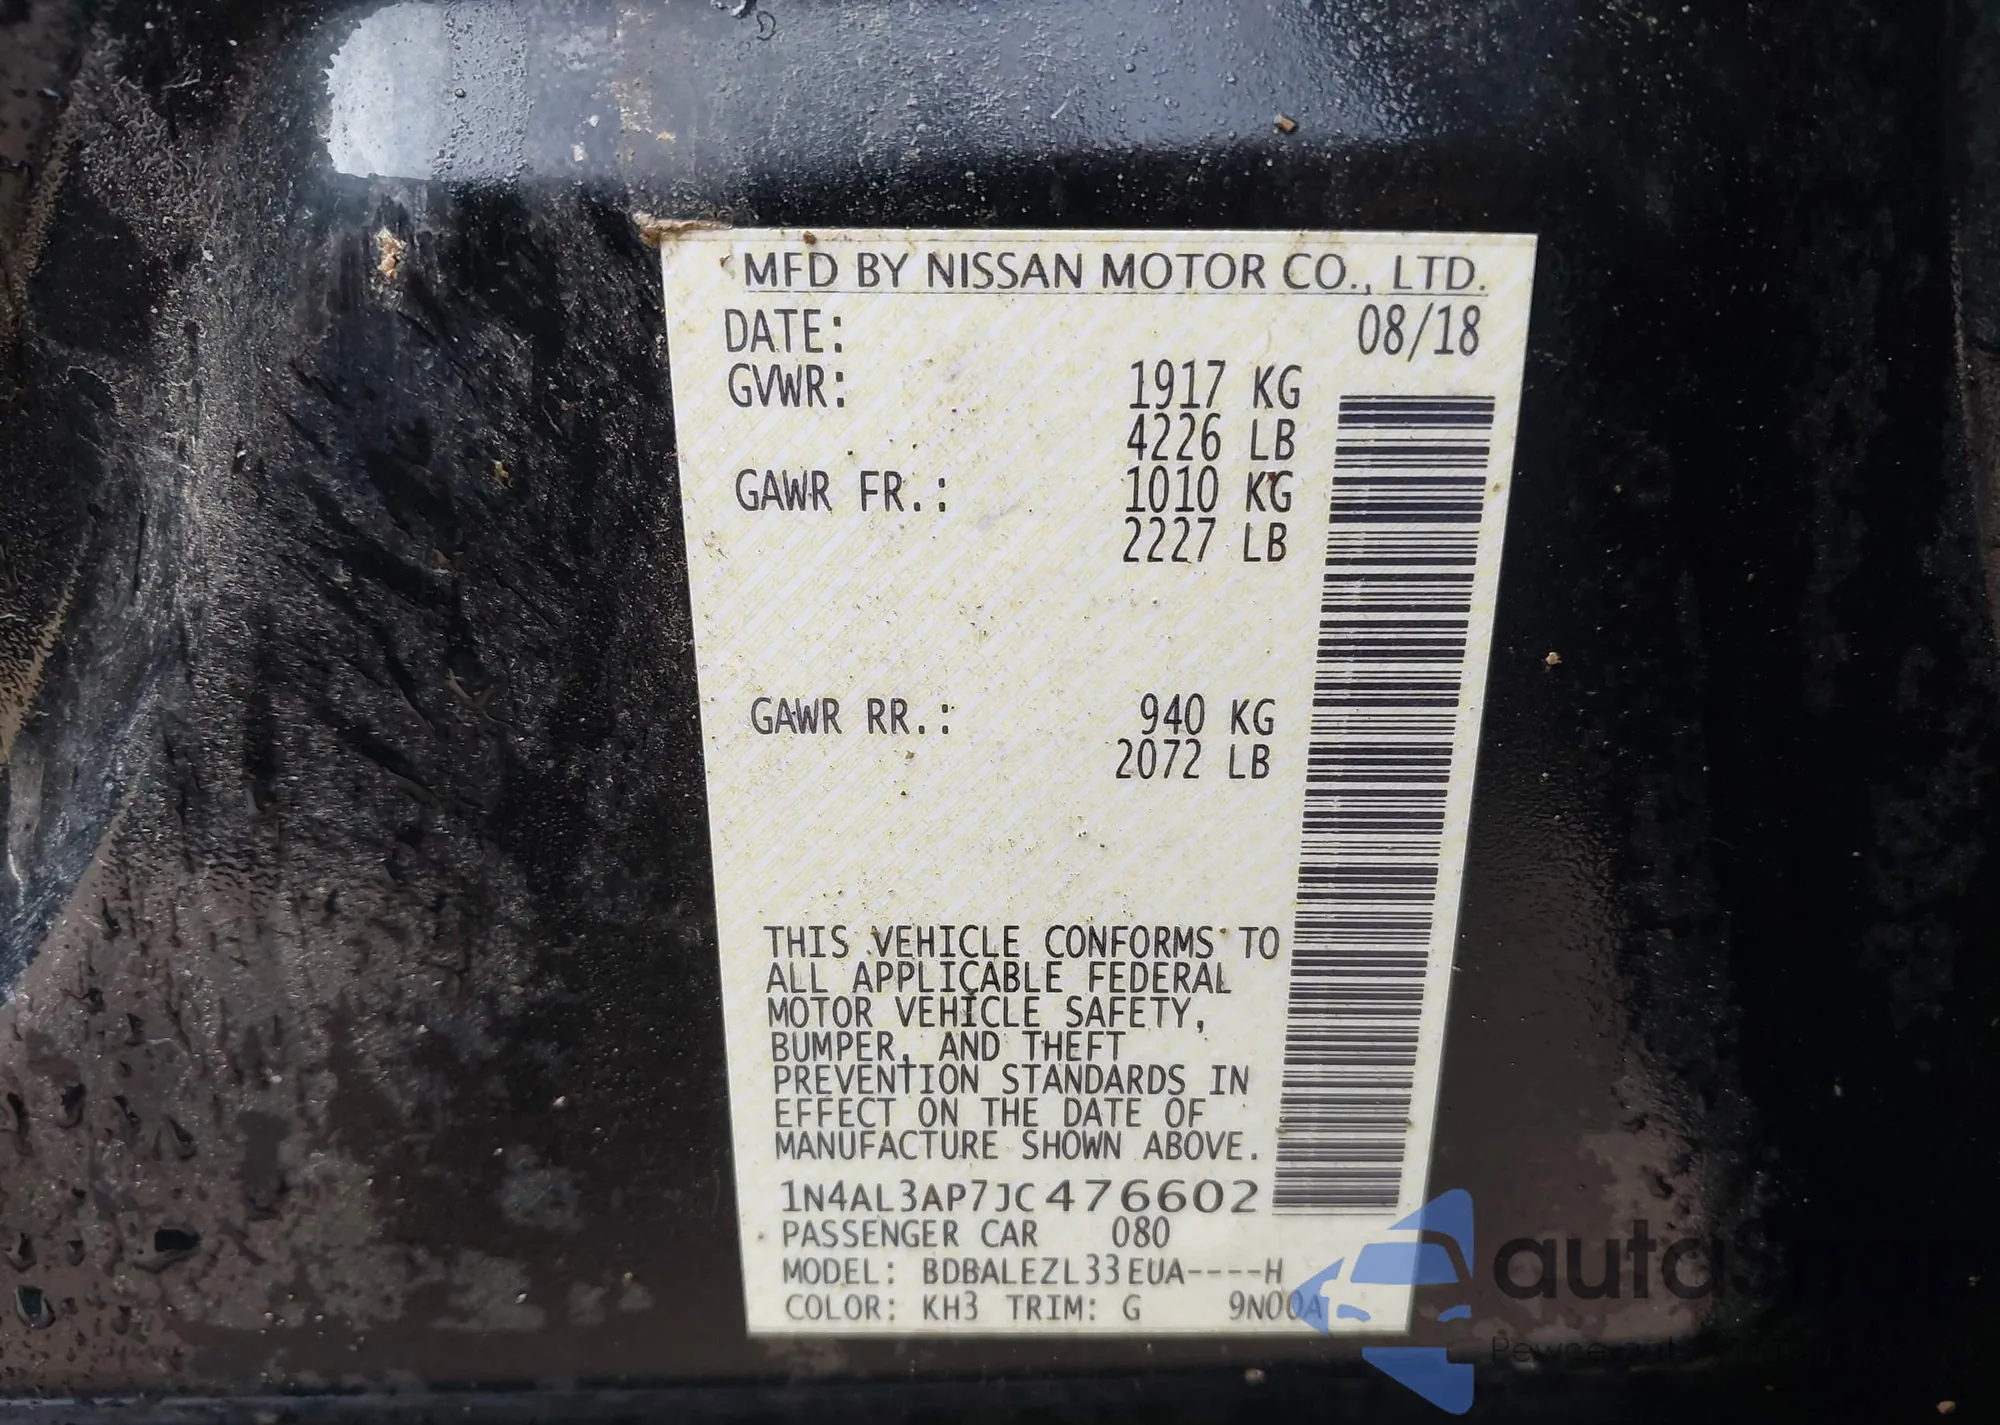 MFD BY NISSAN MOTOR CO., LTD.
DATE: 08/18
GVWR: 1917 KG
4226 LB
GAWR FR.: 1010 KG
2227 LB
GAWR RR.: 940 KG
2072 LB
THIS VEHICLE CONFORMS TO
ALL APPLICABLE FEDERAL
MOTOR VEHICLE SAFETY,
BUMPER, AND THEFT
PREVENTION STANDARDS IN
EFFECT ON THE DATE OF
MANUFACTURE SHOWN ABOVE.
1N4AL3AP7JC476602
PASSENGER CAR 080
MODEL: BDBALEZL33EUA----H
COLOR: KH3 TRIM: G 9N00A